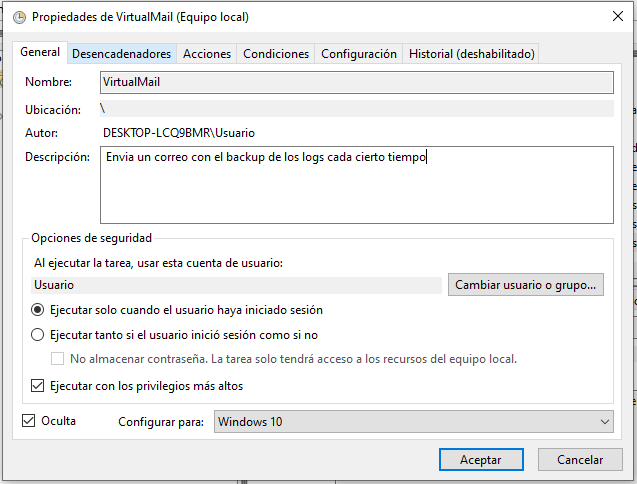 Propiedades de VirtualMail (Equipo local)
General Desencadenadores Acciones Condiciones Configuración Historial (deshabilitado)
Nombre: VirtualMail
Ubicación: \
Autor: DESKTOP-LCQ9BMR\Usuario
Descripción: Envia un correo con el backup de los logs cada cierto tiempo
Opciones de seguridad
Al ejecutar la tarea, usar esta cuenta de usuario:
Usuario Cambiar usuario o grupo...
Ejecutar solo cuando el usuario haya iniciado sesión
Ejecutar tanto si el usuario inició sesión como si no
No almacenar contraseña. La tarea solo tendrá acceso a los recursos del equipo local.
Ejecutar con los privilegios más altos
Oculta Configurar para: Windows 10
Aceptar Cancelar